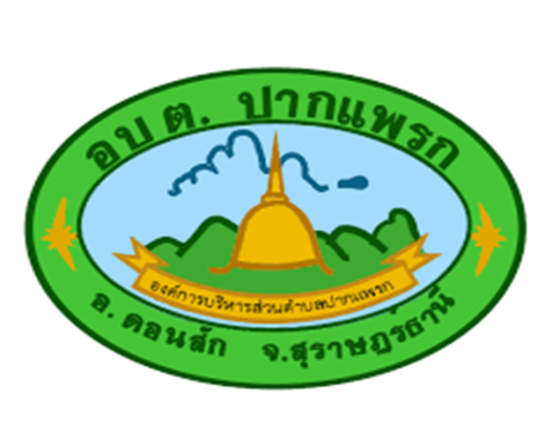 อบต. ปากแพรก
องค์การบริหารส่วนตำบลปากแพรก
อ. ดอนสัก จ.สุราษฎร์ธานี